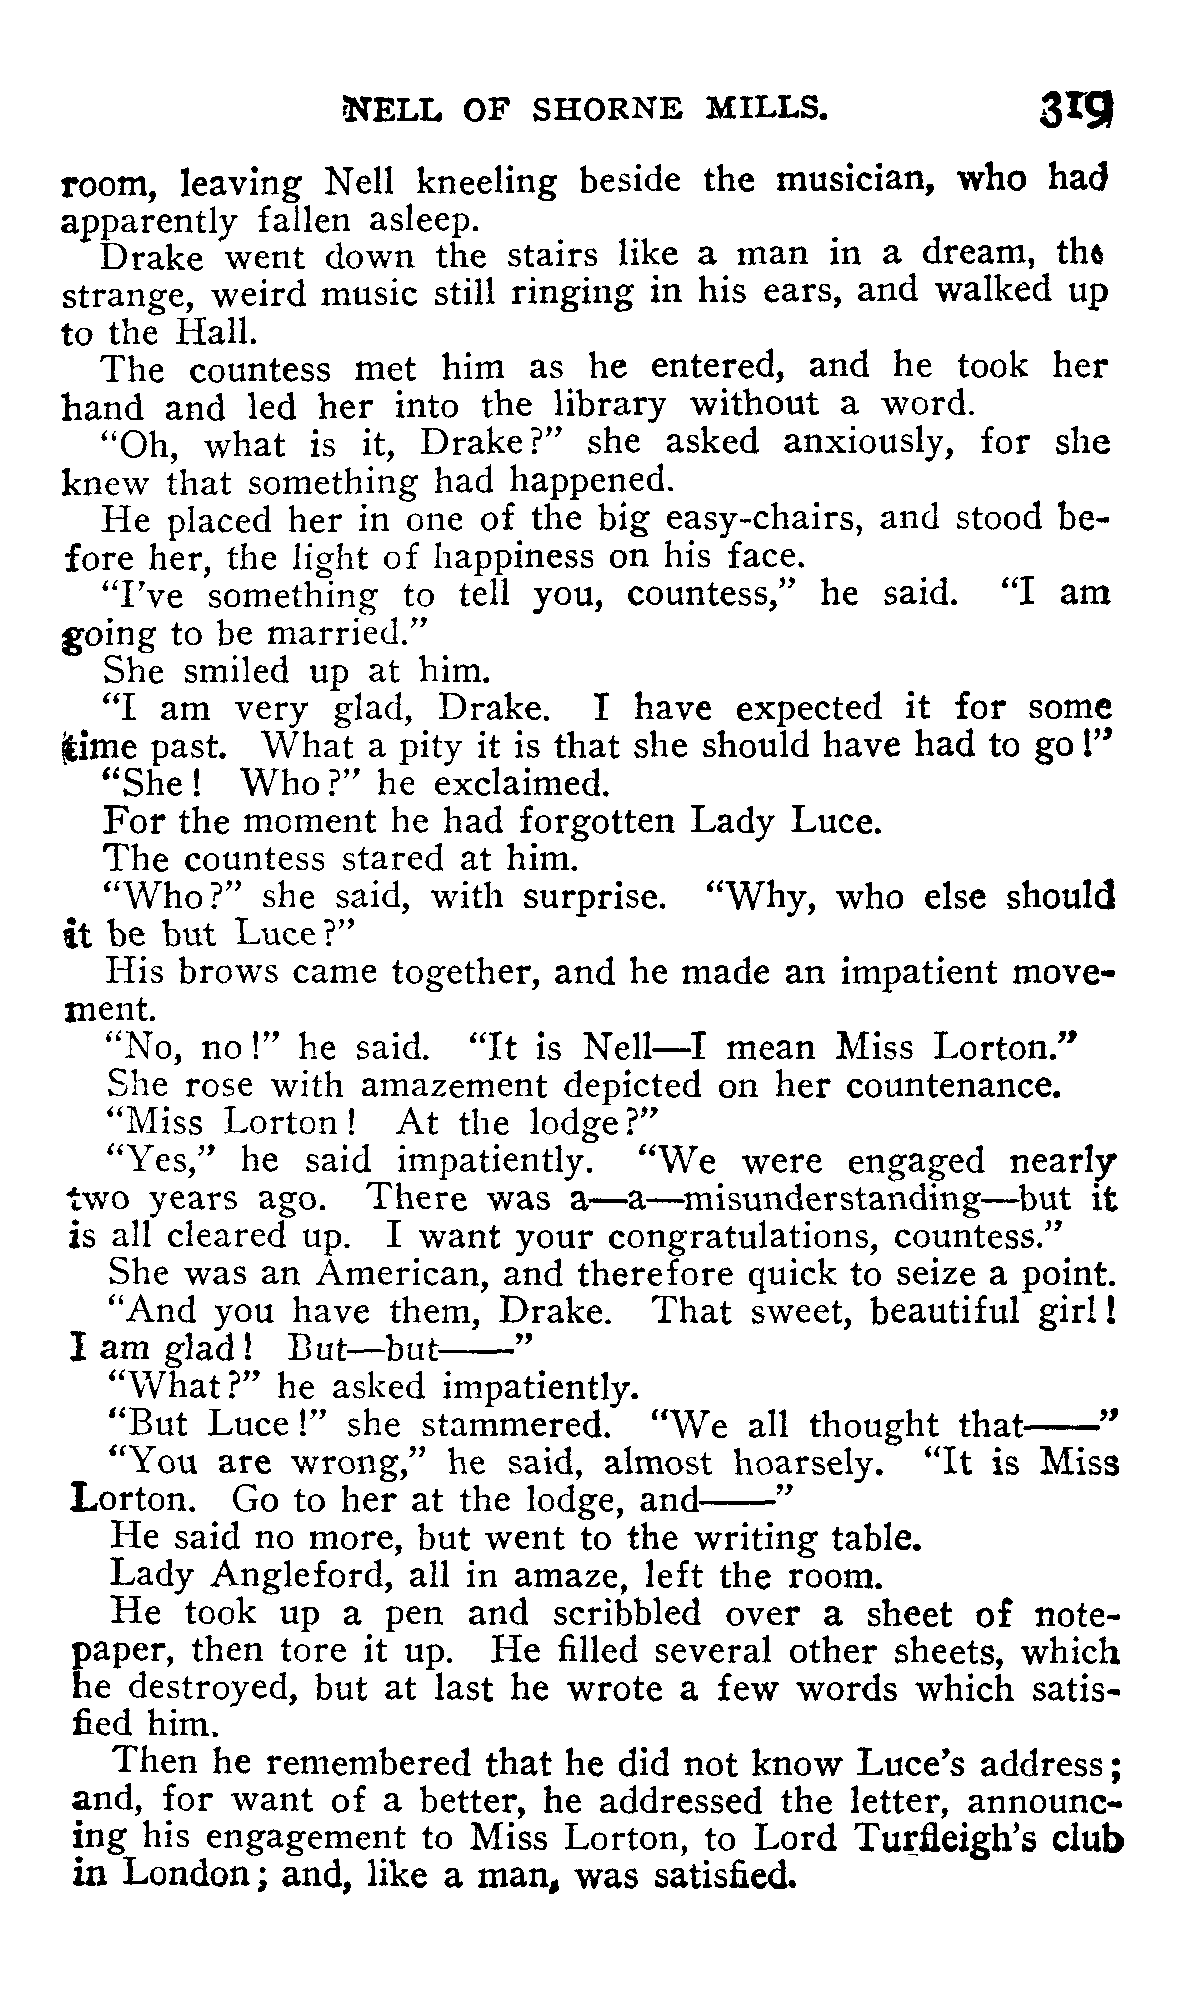 NELL OF SHORNE MILLS. 319
room, leaving Nell kneeling beside the musician, who had
apparently fallen asleep.
Drake went down the stairs like a man in a dream, the
strange, weird music still ringing in his ears, and walked up
to the Hall.
The countess met him as he entered, and he took her
hand and led her into the library without a word.
"Oh, what is it, Drake?" she asked anxiously, for she
knew that something had happened.
He placed her in one of the big easy-chairs, and stood be-
fore her, the light of happiness on his face.
"I've something to tell you, countess," he said. "I am
going to be married."
She smiled up at him.
"I am very glad, Drake. I have expected it for some
time past. What a pity it is that she should have had to go!"
"She! Who?" he exclaimed.
For the moment he had forgotten Lady Luce.
The countess stared at him.
"Who?" she said, with surprise. "Why, who else should
it be but Luce?"
His brows came together, and he made an impatient move-
ment.
"No, no!" he said. "It is Nell—I mean Miss Lorton."
She rose with amazement depicted on her countenance.
"Miss Lorton! At the lodge?"
"Yes," he said impatiently. "We were engaged nearly
two years ago. There was a—a—misunderstanding—but it
is all cleared up. I want your congratulations, countess."
She was an American, and therefore quick to seize a point.
"And you have them, Drake. That sweet, beautiful girl!
I am glad! But—but——"
"What?" he asked impatiently.
"But Luce!" she stammered. "We all thought that——"
"You are wrong," he said, almost hoarsely. "It is Miss
Lorton. Go to her at the lodge, and——"
He said no more, but went to the writing table.
Lady Angleford, all in amaze, left the room.
He took up a pen and scribbled over a sheet of note-
paper, then tore it up. He filled several other sheets, which
he destroyed, but at last he wrote a few words which satis-
fied him.
Then he remembered that he did not know Luce's address;
and, for want of a better, he addressed the letter, announc-
ing his engagement to Miss Lorton, to Lord Turfleigh's club
in London; and, like a man, was satisfied.